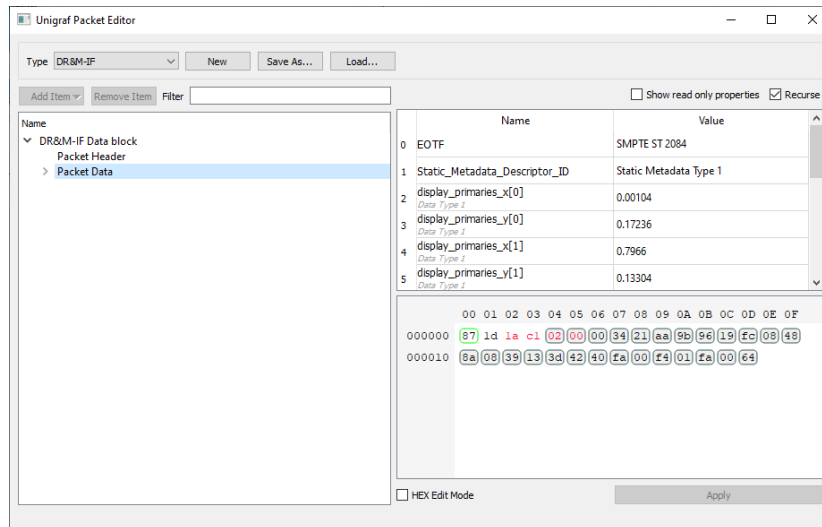 Unigraf Packet Editor
Type DR&M-IF New Save As... Load...
Add Item Remove Item Filter Show read only properties Recurse
Name
DR&M-IF Data block
Packet Header
Packet Data
Name Value
0 EOTF SMPTE ST 2084
1 Static_Metadata_Descriptor_ID Static Metadata Type 1
2 display_primaries_x[0] 0.00104
Data Type 1
3 display_primaries_y[0] 0.17236
Data Type 1
4 display_primaries_x[1] 0.7966
Data Type 1
5 display_primaries_y[1] 0.13304
Data Type 1
00 01 02 03 04 05 06 07 08 09 0A 0B 0C 0D 0E 0F
000000 87 1d 1a c1 02 00 00 34 21 aa 9b 96 19 fc 08 48
000010 8a 08 39 13 3d 42 40 fa 00 f4 01 fa 00 64
HEX Edit Mode Apply